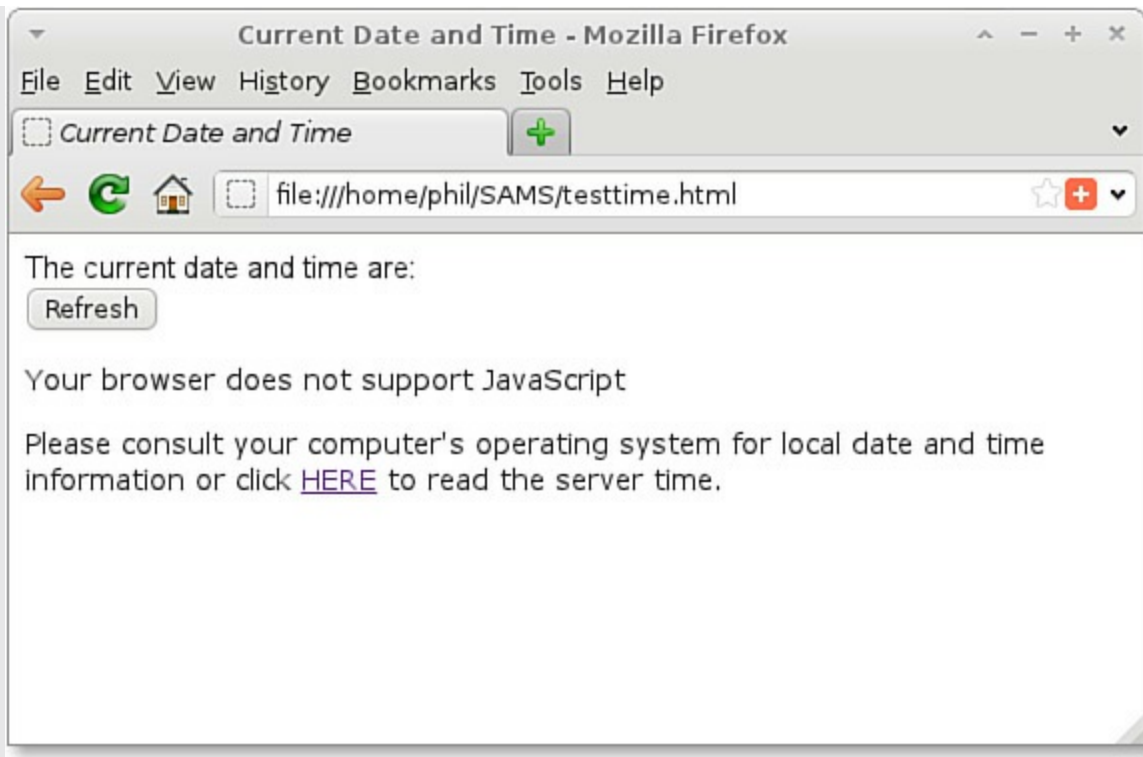 Current Date and Time - Mozilla Firefox
File Edit View History Bookmarks Tools Help
Current Date and Time
file:///home/phil/SAMS/testtime.html
The current date and time are:
Refresh
Your browser does not support JavaScript
Please consult your computer's operating system for local date and time
information or click HERE to read the server time.